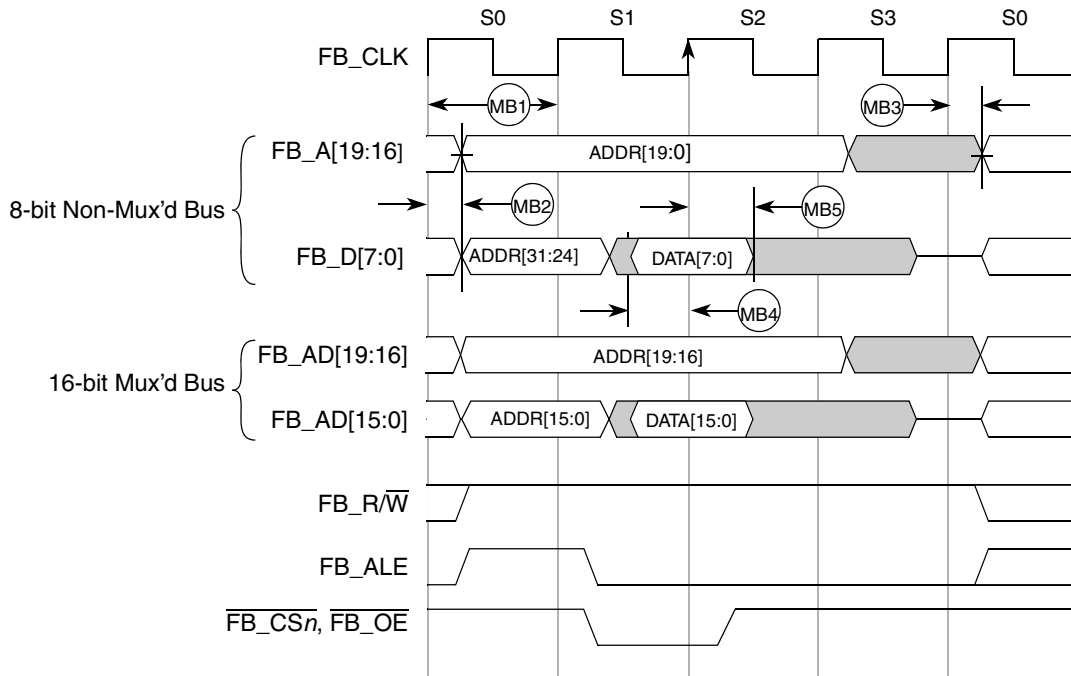 S0 S1 S2 S3 S0
FB_CLK
MB1 MB3
FB_A[19:16] ADDR[19:0]
8-bit Non-Mux'd Bus
MB2 MB5
FB_D[7:0] ADDR[31:24] DATA[7:0]
MB4
FB_AD[19:16] ADDR[19:16]
16-bit Mux'd Bus
FB_AD[15:0] ADDR[15:0] DATA[15:0]
FB_R/W
FB_ALE
FB_CSn, FB_OE